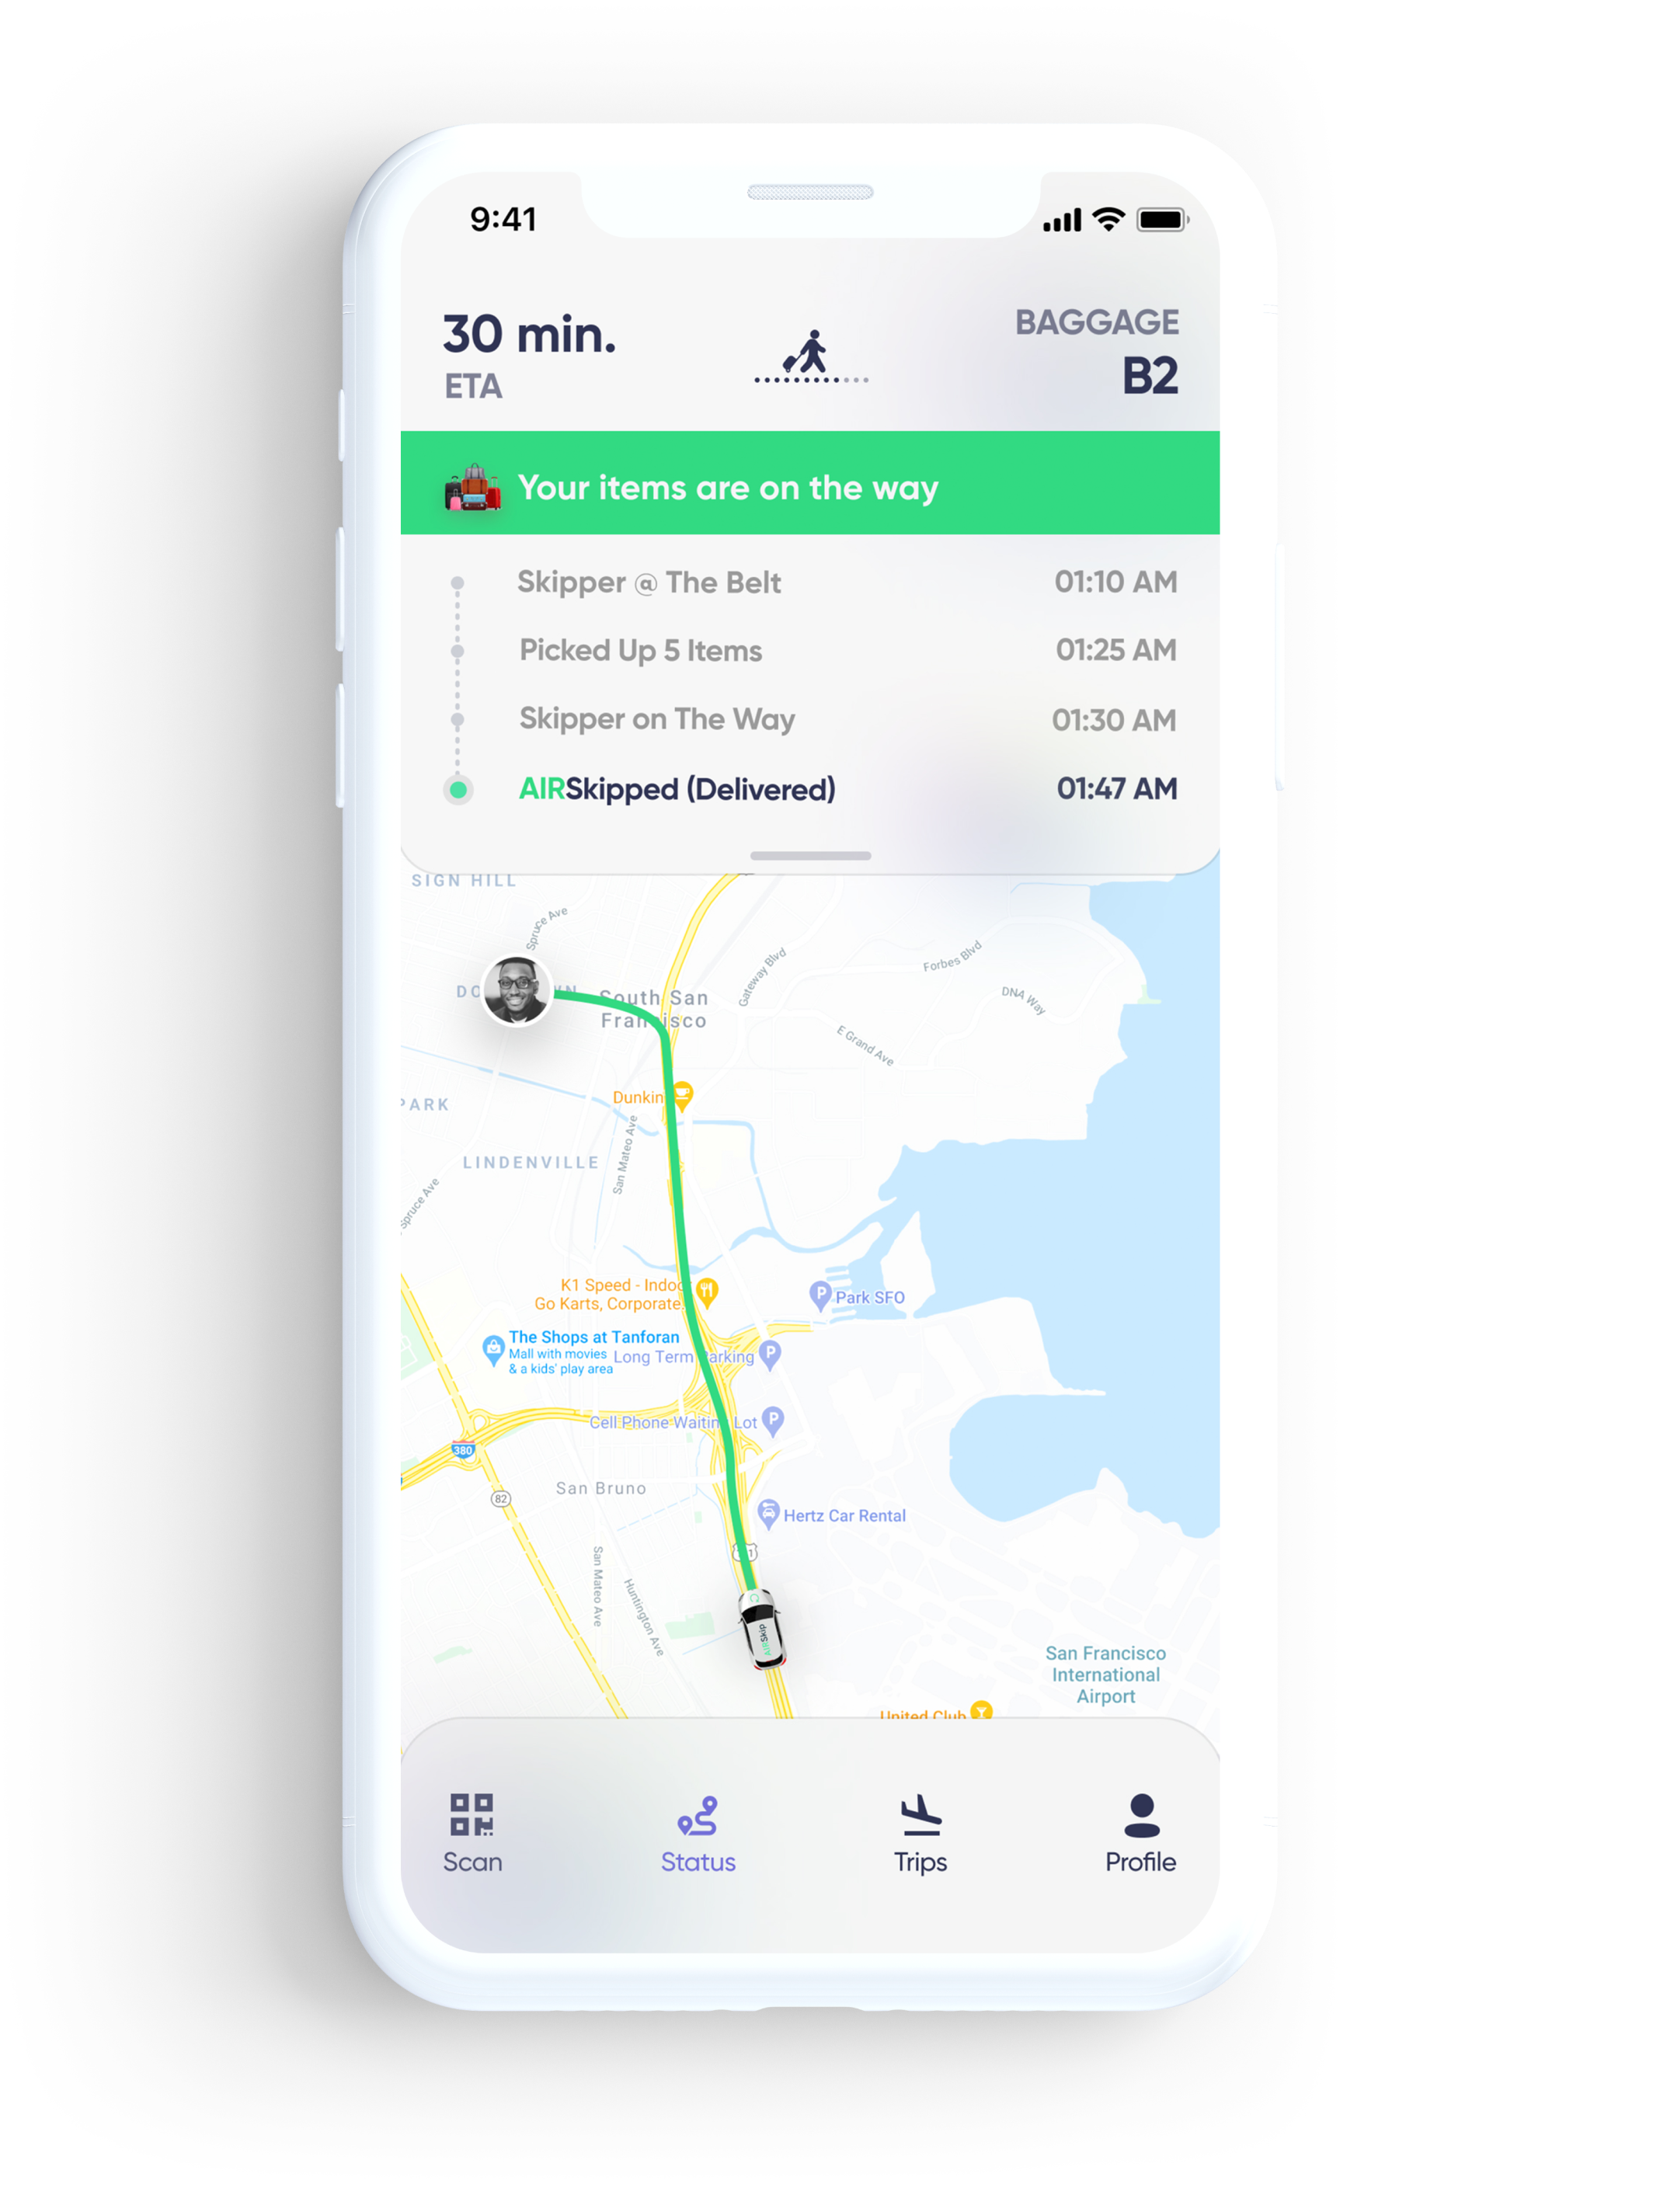 9:41
30 min.
ETA
BAGGAGE
B2
Your items are on the way
Skipper @ The Belt 01:10 AM
Picked Up 5 Items 01:25 AM
Skipper on The Way 01:30 AM
AIRSkipped (Delivered) 01:47 AM
SIGN HILL
Spruce Ave
Gateway Blvd
Forbes Blvd
DNA Way
South San
Francisco
E Grand Ave
Dunkin
PARK
San Mateo Ave
LINDENVILLE
Spruce Ave
K1 Speed - Indoor
Go Karts, Corporate
P Park SFO
The Shops at Tanforan
Mall with movies
& a kids' play area
Long Term Parking P
Cell Phone Waiting Lot P
380
82
San Bruno
Hertz Car Rental
San Mateo Ave
Huntington Ave
AIRSkip
San Francisco
International
Airport
United Club
Scan
Status
Trips
Profile